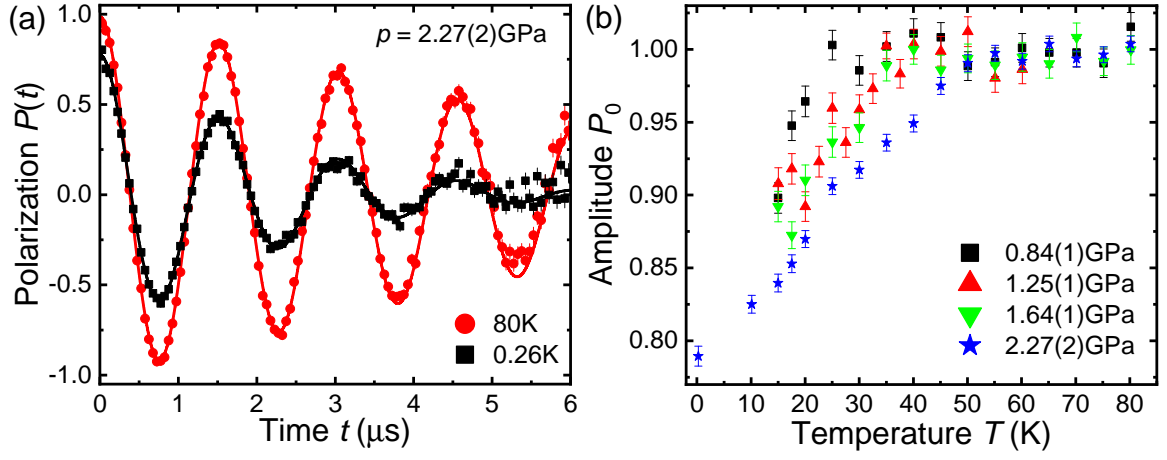 (a)
1.0
0.5
0.0
-0.5
-1.0
Polarization P(t)
p = 2.27(2)GPa
80K
0.26K
0 1 2 3 4 5 6
Time t (μs)
(b)
1.00
0.95
0.90
0.85
0.80
Amplitude P0
0.84(1)GPa
1.25(1)GPa
1.64(1)GPa
2.27(2)GPa
0 10 20 30 40 50 60 70 80
Temperature T (K)